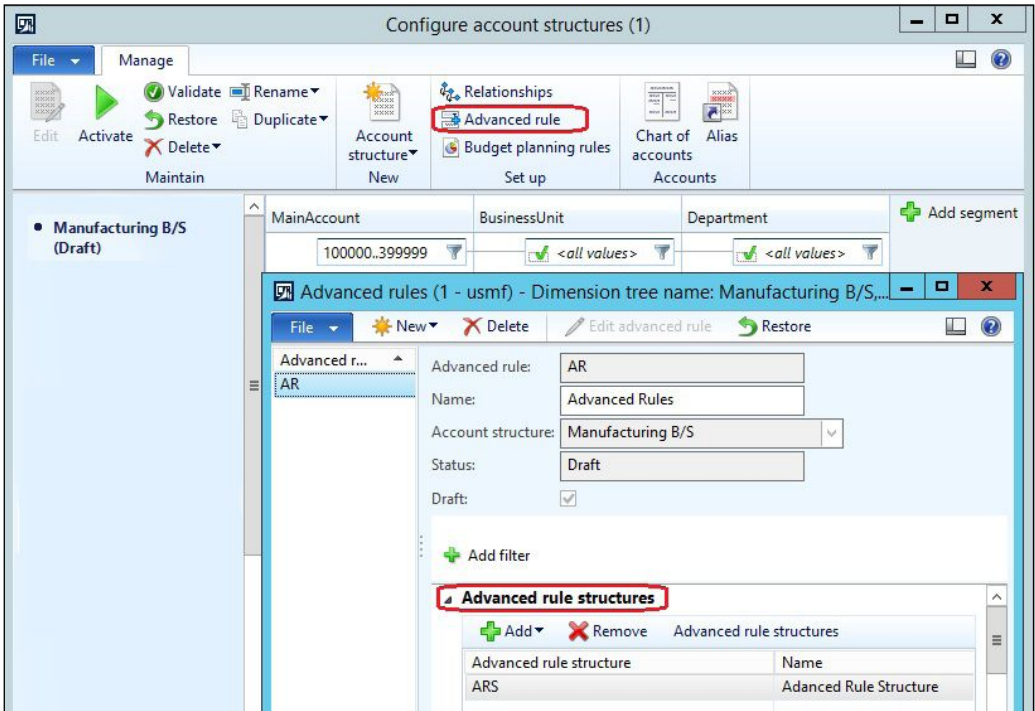 Configure account structures (1)
File Manage
Edit
Activate
Validate Rename
Restore Duplicate
Delete
Maintain
Account structure
New
Relationships
Advanced rule
Budget planning rules
Set up
Chart of accounts
Alias
Accounts
Manufacturing B/S
(Draft)
MainAccount BusinessUnit Department Add segment
100000..399999 <all values> <all values>
Advanced rules (1 - usmf) - Dimension tree name: Manufacturing B/S,...
File New Delete Edit advanced rule Restore
Advanced r...
AR
Advanced rule: AR
Name: Advanced Rules
Account structure: Manufacturing B/S
Status: Draft
Draft:
Add filter
Advanced rule structures
Add Remove Advanced rule structures
Advanced rule structure Name
ARS Adanced Rule Structure